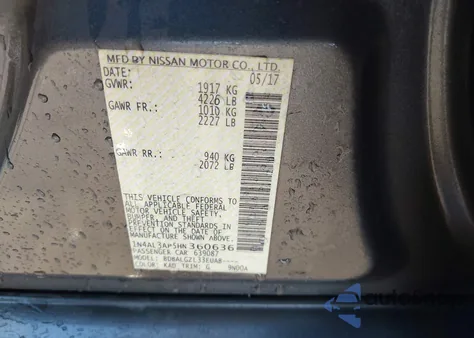 MFD BY NISSAN MOTOR CO., LTD.
DATE: 05/17
GVWR: 1917 KG
4226 LB
GAWR FR.: 1010 KG
2227 LB
GAWR RR.: 940 KG
2072 LB
THIS VEHICLE CONFORMS TO
ALL APPLICABLE FEDERAL
MOTOR VEHICLE SAFETY,
BUMPER, AND THEFT
PREVENTION STANDARDS
IN EFFECT ON THE DATE OF
MANUFACTURE SHOWN ABOVE.
1N4AL3AP5HN360636
PASSENGER CAR 639087
MODEL:
COLOR: KAD TRIM: G